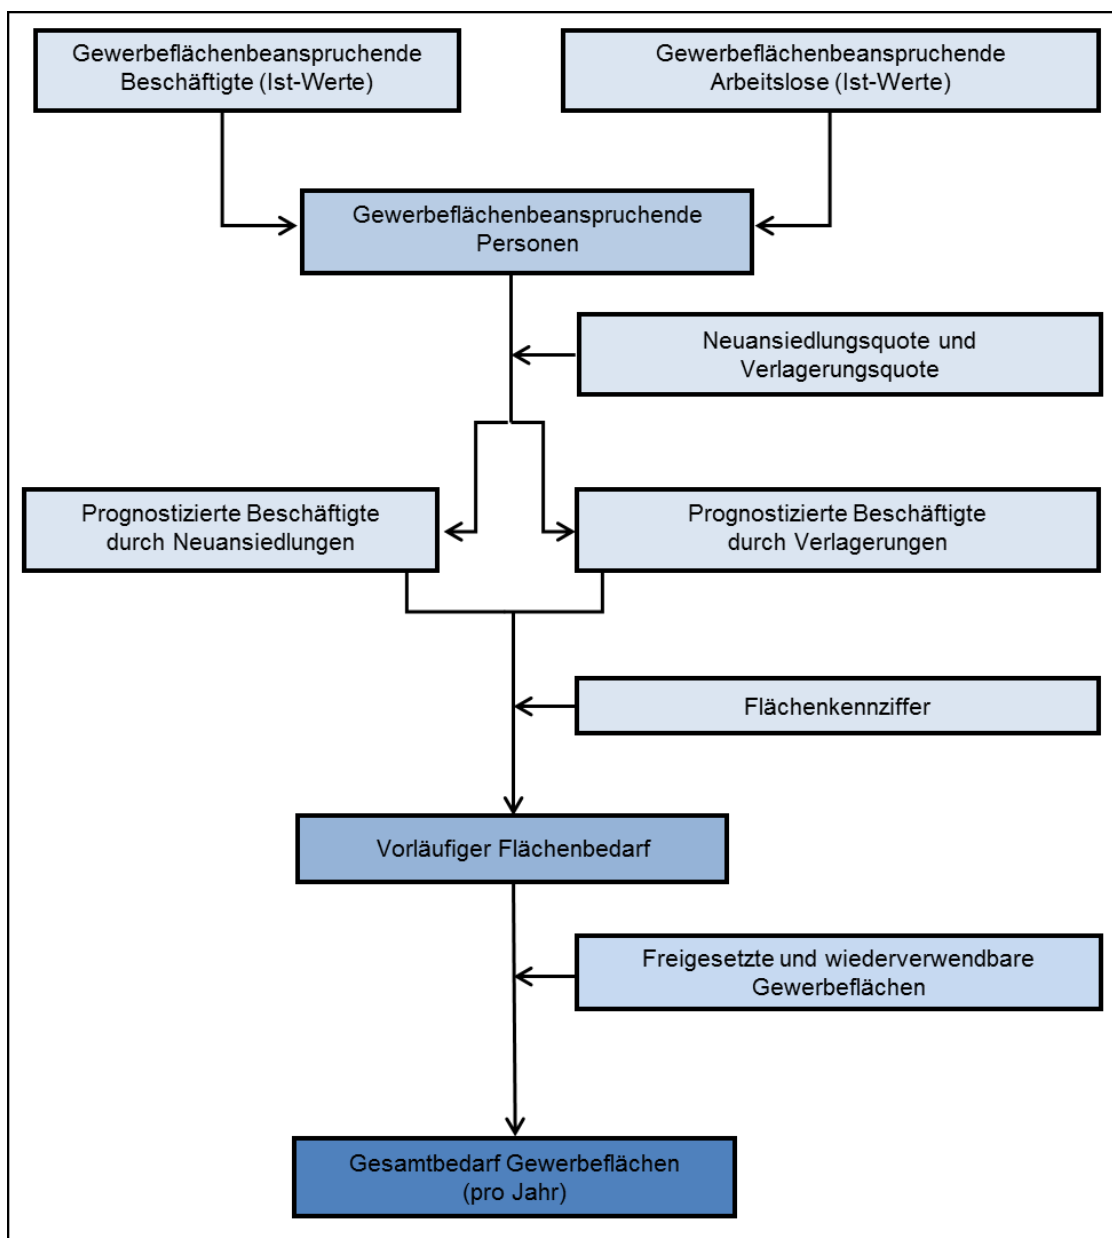 Gewerbeflächenbeanspruchende
Beschäftigte (Ist-Werte)
Gewerbeflächenbeanspruchende
Arbeitslose (Ist-Werte)
Gewerbeflächenbeanspruchende
Personen
Neuansiedlungsquote und
Verlagerungsquote
Prognostizierte Beschäftigte
durch Neuansiedlungen
Prognostizierte Beschäftigte
durch Verlagerungen
Flächenkennziffer
Vorläufiger Flächenbedarf
Freigesetzte und wiederverwendbare
Gewerbeflächen
Gesamtbedarf Gewerbeflächen
(pro Jahr)